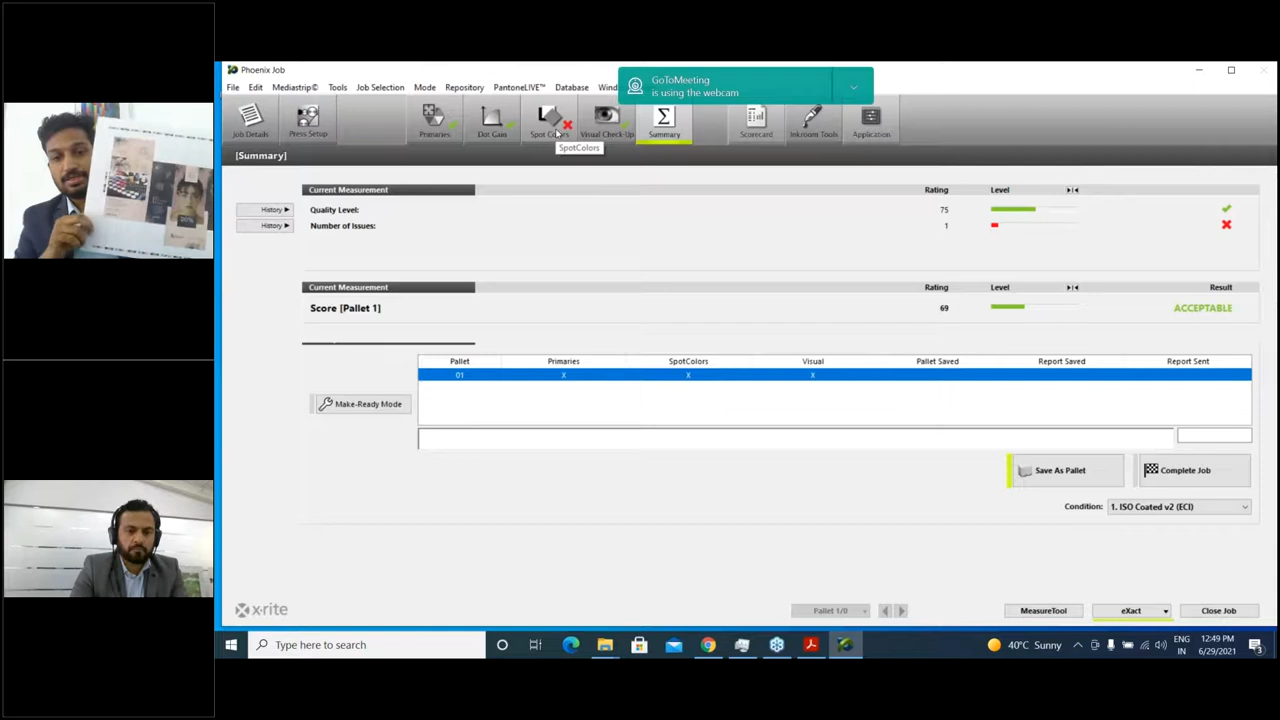 Phoenix Job
GoToMeeting
is using the webcam
File Edit Mediastrip© Tools Job Selection Mode Repository PantoneLIVE™ Database
Job Details Press Setup Primaries Dot Gain Spot Colors Visual Check-Up Summary Scorecard Inkroom Tools Application
SpotColors
[Summary]
Current Measurement Rating Level
History Quality Level: 75
History Number of Issues: 1
Current Measurement Rating Level Result
Score [Pallet 1] 69 ACCEPTABLE
Pallet Primaries SpotColors Visual Pallet Saved Report Saved Report Sent
01 X X X
Make-Ready Mode
Save As Pallet Complete Job
Condition: 1. ISO Coated v2 (ECI)
x·rite Pallet 1/0 MeasureTool eXact Close Job
Type here to search 40°C Sunny ENG 12:49 PM
IN 6/29/2021 3